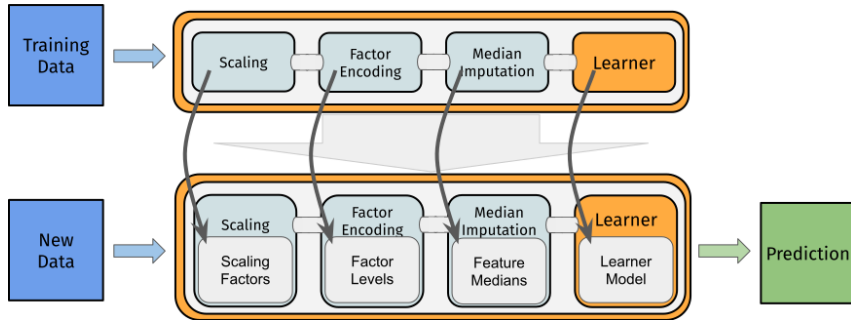 Training
Data
Scaling
Factor
Encoding
Median
Imputation
Learner
New
Data
Scaling
Scaling
Factors
Factor
Encoding
Factor
Levels
Median
Imputation
Feature
Medians
Learner
Learner
Model
Prediction